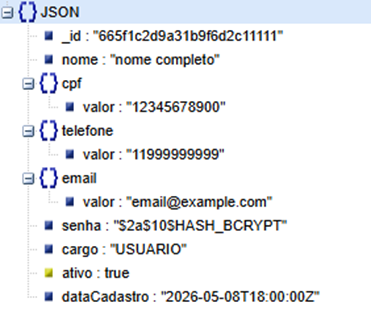 JSON
_id : "665f1c2d9a31b9f6d2c11111"
nome : "nome completo"
cpf
valor : "12345678900"
telefone
valor : "11999999999"
email
valor : "email@example.com"
senha : "$2a$10$HASH_BCRYPT"
cargo : "USUARIO"
ativo : true
dataCadastro : "2026-05-08T18:00:00Z"